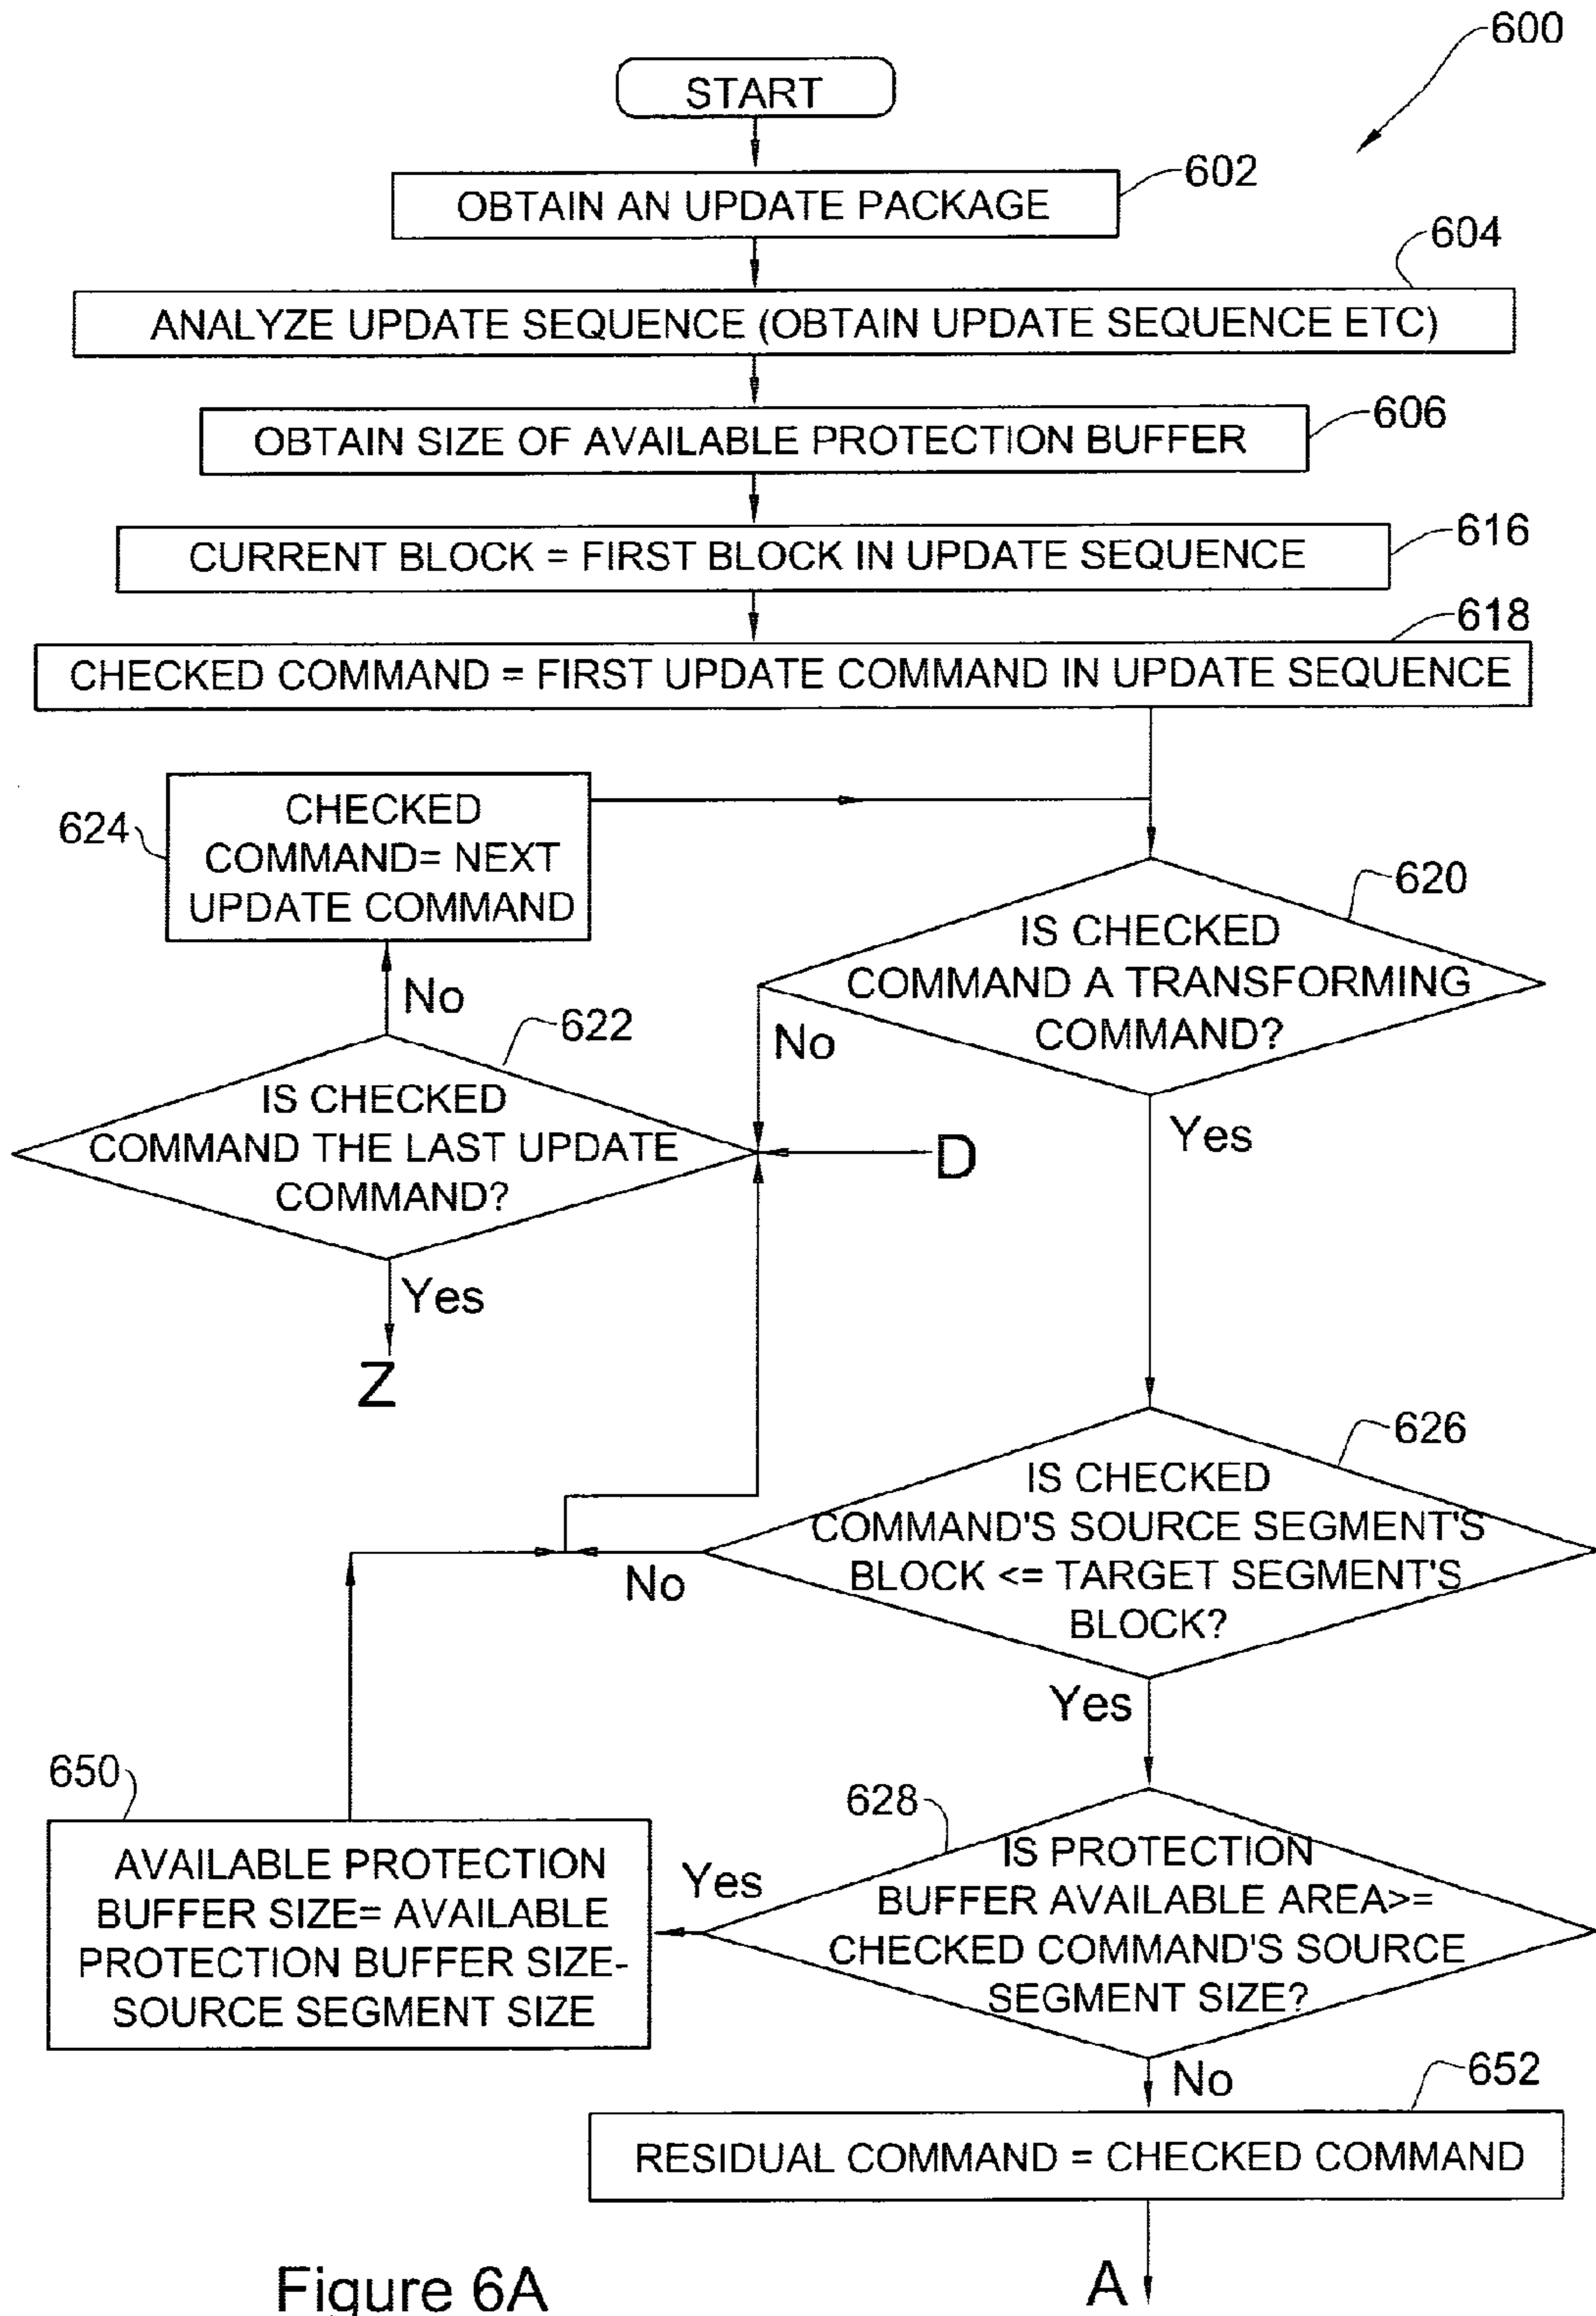 600
START
602
OBTAIN AN UPDATE PACKAGE
604
ANALYZE UPDATE SEQUENCE (OBTAIN UPDATE SEQUENCE ETC)
606
OBTAIN SIZE OF AVAILABLE PROTECTION BUFFER
616
CURRENT BLOCK = FIRST BLOCK IN UPDATE SEQUENCE
618
CHECKED COMMAND = FIRST UPDATE COMMAND IN UPDATE SEQUENCE
624
CHECKED
COMMAND= NEXT
UPDATE COMMAND
620
IS CHECKED
COMMAND A TRANSFORMING
COMMAND?
No
No
622
IS CHECKED
COMMAND THE LAST UPDATE
COMMAND?
D
Yes
Yes
Z
626
IS CHECKED
COMMAND'S SOURCE SEGMENT'S
BLOCK <= TARGET SEGMENT'S
BLOCK?
No
Yes
650
AVAILABLE PROTECTION
BUFFER SIZE= AVAILABLE
PROTECTION BUFFER SIZE-
SOURCE SEGMENT SIZE
Yes
628
IS PROTECTION
BUFFER AVAILABLE AREA>=
CHECKED COMMAND'S SOURCE
SEGMENT SIZE?
No
652
RESIDUAL COMMAND = CHECKED COMMAND
A
Figure 6A